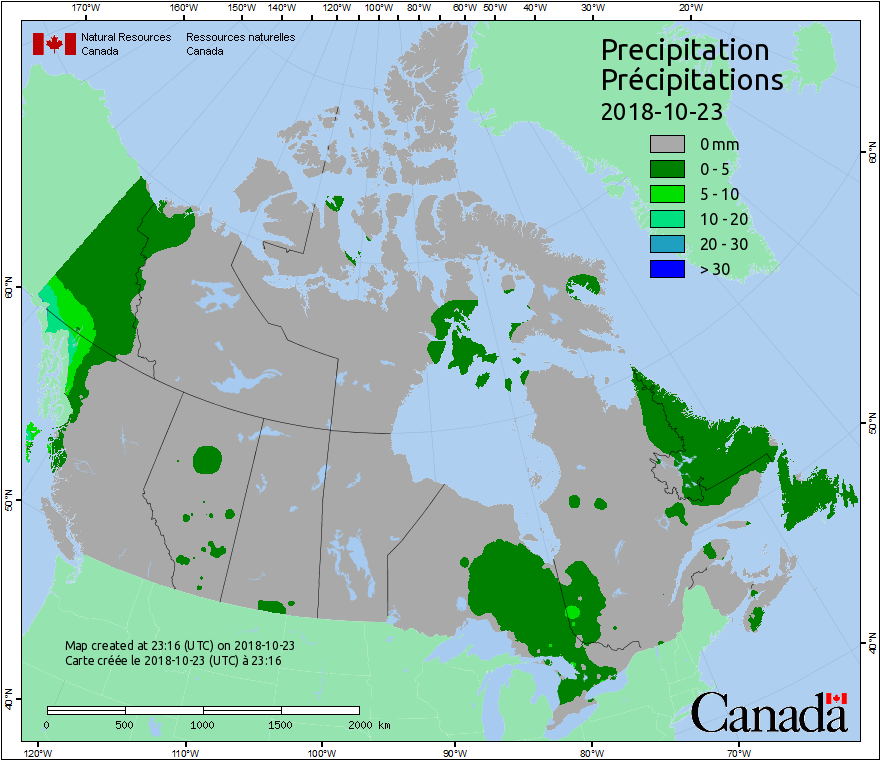 170°W 160°W 150°W 140°W 120°W 100°W 80°W 60°W 50°W 40°W 30°W 20°W
Natural Resources Ressources naturelles
Canada Canada
Precipitation
Précipitations
2018-10-23
0 mm
0 - 5
5 - 10
10 - 20
20 - 30
> 30
60°N 60°N
50°N 50°N
40°N 40°N
Map created at 23:16 (UTC) on 2018-10-23
Carte créée le 2018-10-23 (UTC) à 23:16
0 500 1000 1500 2000 km
Canada
120°W 110°W 100°W 90°W 80°W 70°W